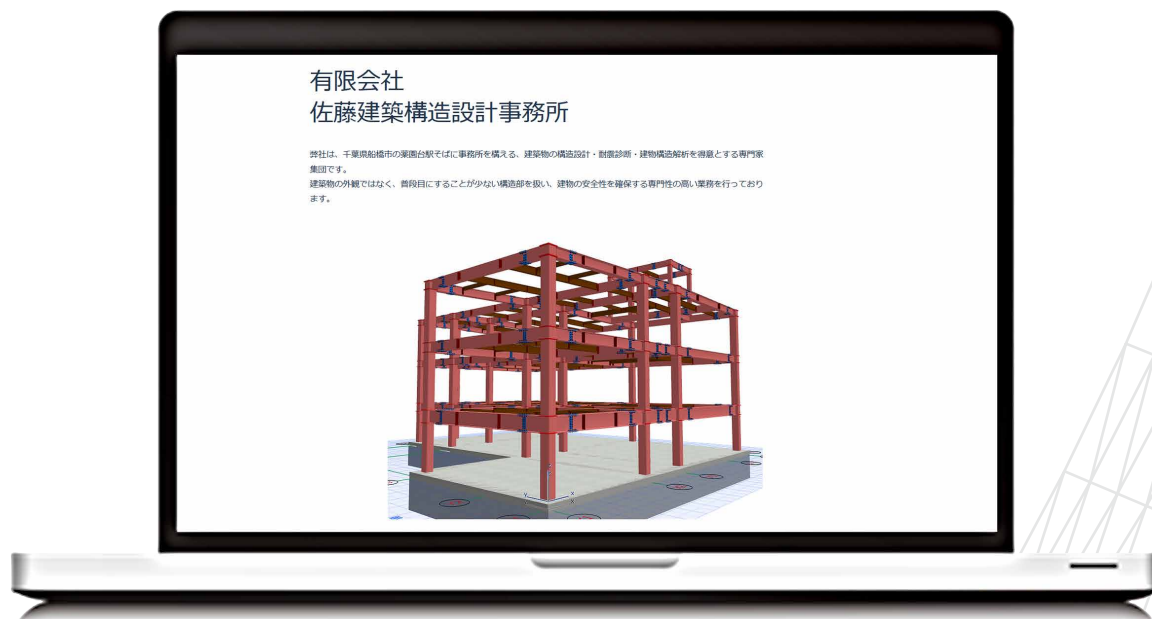 有限会社
佐藤建築構造設計事務所
弊社は、千葉県船橋市の薬園台駅そばに事務所を構える、建築物の構造設計・耐震診断・建物構造解析を得意とする専門家
集団です。
建築物の外観ではなく、普段目にすることが少ない構造部を扱い、建物の安全性を確保する専門性の高い業務を行っており
ます。